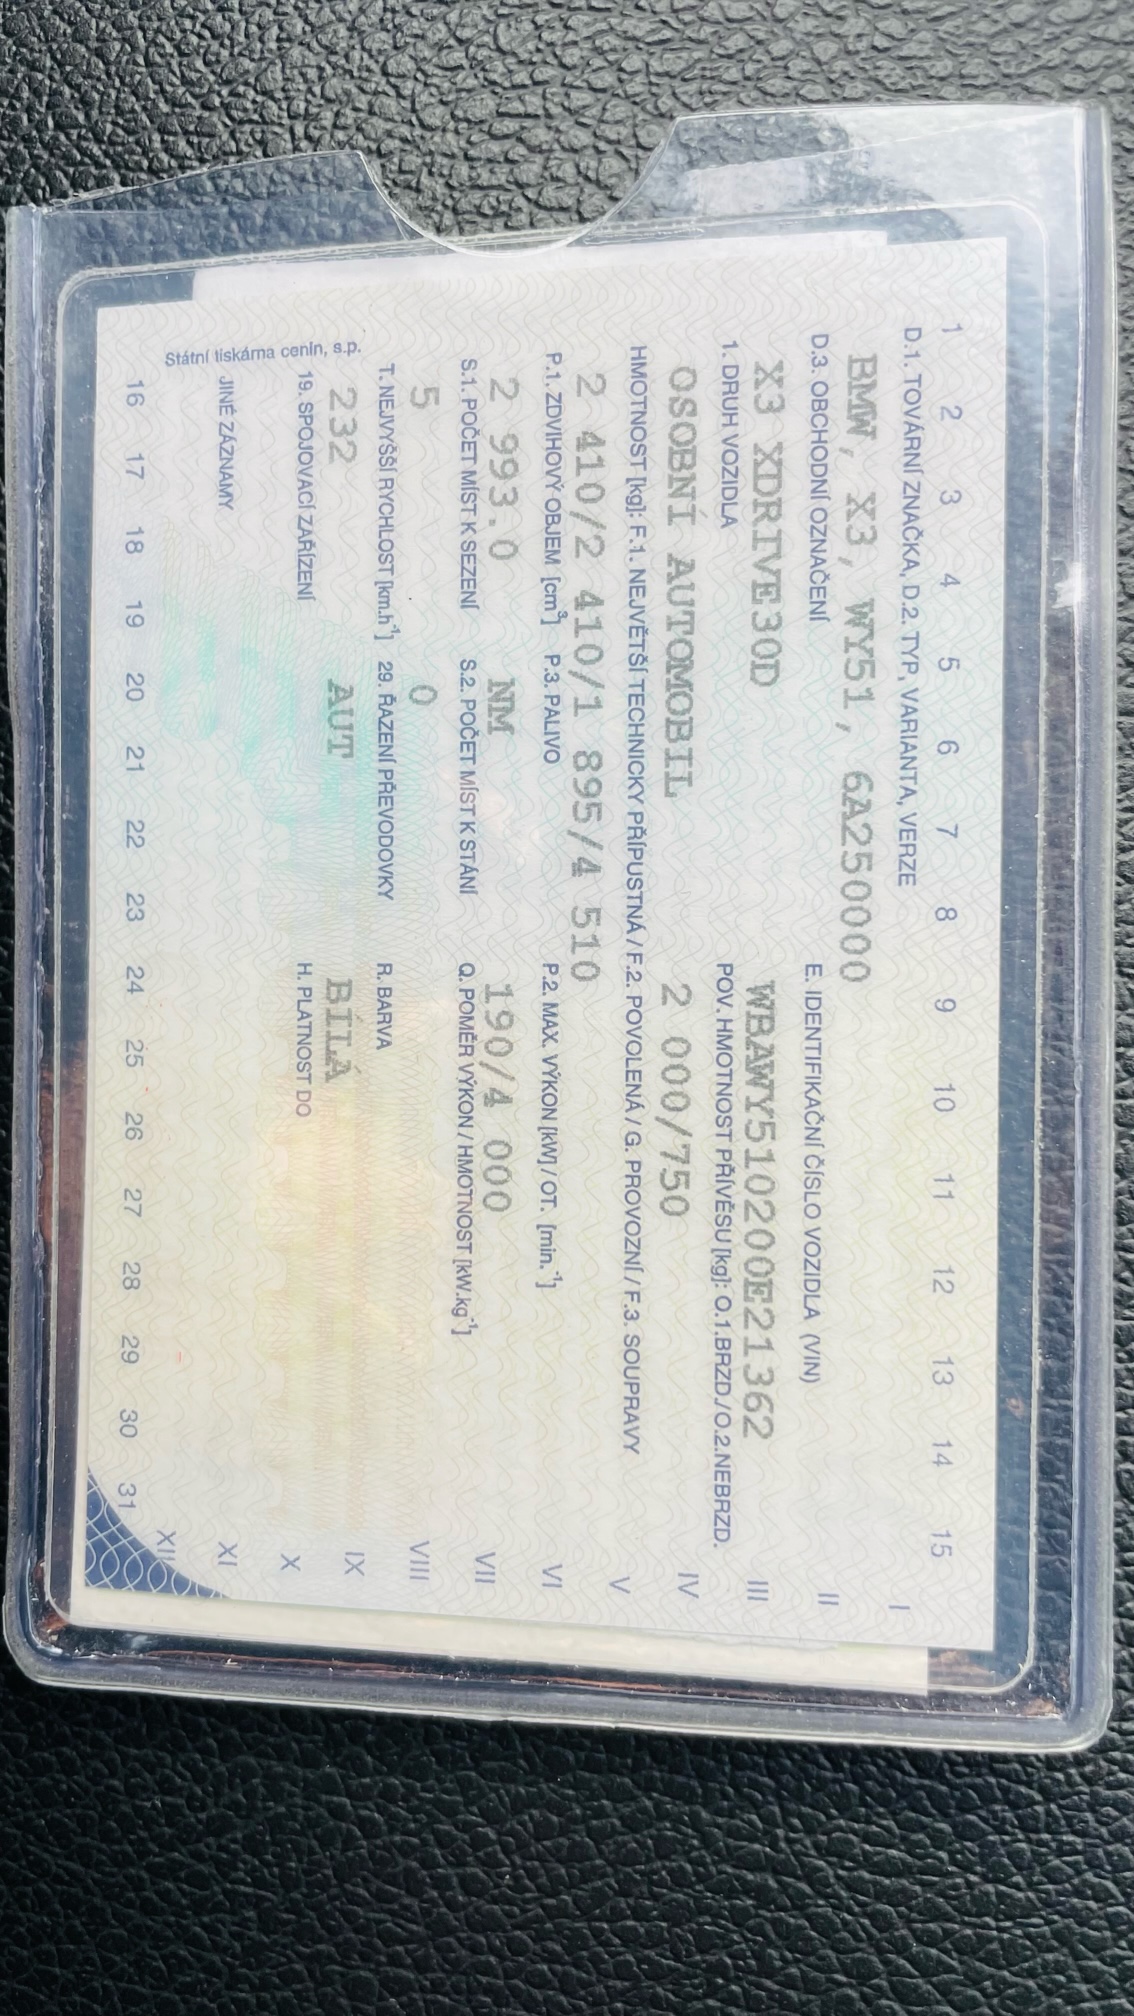 1 2 3 4 5 6 7 8 9 10 11 12 13 14 15
D.1. TOVÁRNÍ ZNAČKA, D.2. TYP, VARIANTA, VERZE
I
BMW, X3, WY51, 6A250000
D.3. OBCHODNÍ OZNAČENÍ E. IDENTIFIKAČNÍ ČÍSLO VOZIDLA (VIN)
II
X3 XDRIVE30D WBAWY510200E21362
III
1. DRUH VOZIDLA POV. HMOTNOST PŘÍVĚSU [kg]: O.1.BRZD./O.2.NEBRZD.
OSOBNÍ AUTOMOBIL 2 000/750
IV
HMOTNOST [kg]: F.1. NEJVĚTŠÍ TECHNICKY PŘÍPUSTNÁ / F.2. POVOLENÁ / G. PROVOZNÍ / F.3. SOUPRAVY
V
2 410/2 410/1 895/4 510
P.1. ZDVIHOVÝ OBJEM [cm³] P.3. PALIVO P.2. MAX. VÝKON [kW] / OT. [min.⁻¹]
VI
2 993.0 NM 190/4 000
S.1. POČET MÍST K SEZENÍ S.2. POČET MÍST K STÁNÍ Q. POMĚR VÝKON / HMOTNOST [kW.kg⁻¹]
VII
5 0
VIII
T. NEJVYŠŠÍ RYCHLOST [km.h⁻¹] 29. ŘAZENÍ PŘEVODOVKY R. BARVA
232 AUT BÍLÁ
IX
19. SPOJOVACÍ ZAŘÍZENÍ H. PLATNOST DO
X
JINÉ ZÁZNAMY
XI
Státní tiskárna cenin, s.p.
XII
16 17 18 19 20 21 22 23 24 25 26 27 28 29 30 31